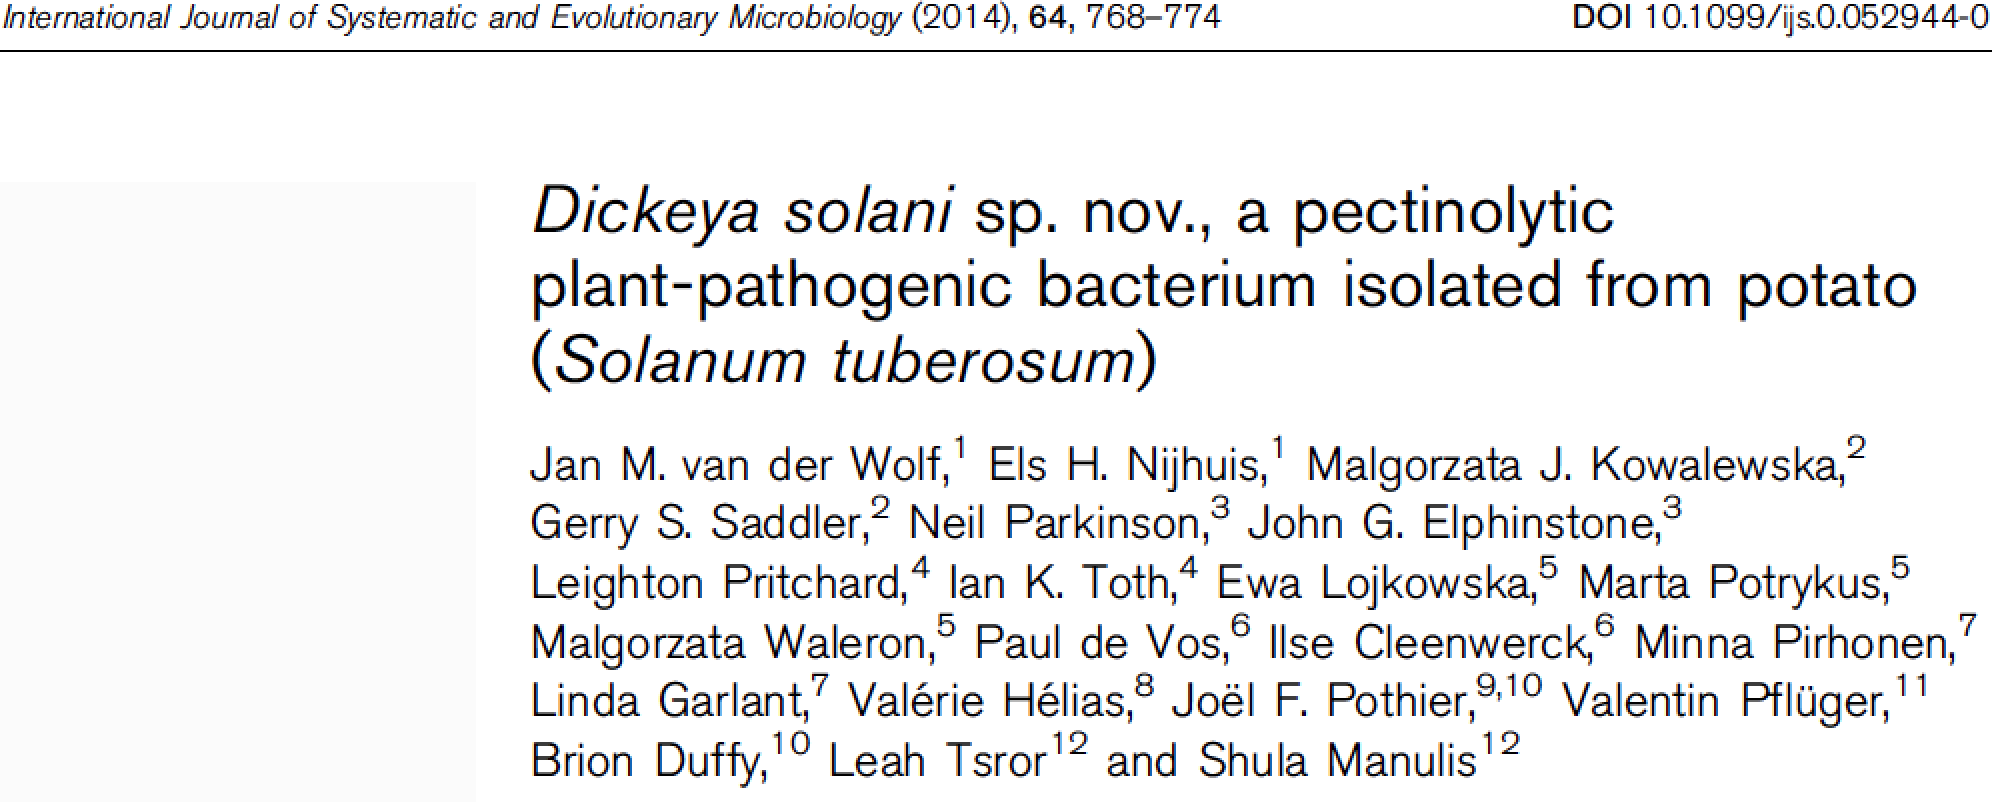 International Journal of Systematic and Evolutionary Microbiology (2014), 64, 768–774 DOI 10.1099/ijs.0.052944-0
Dickeya solani sp. nov., a pectinolytic
plant-pathogenic bacterium isolated from potato
(Solanum tuberosum)
Jan M. van der Wolf,1 Els H. Nijhuis,1 Malgorzata J. Kowalewska,2
Gerry S. Saddler,2 Neil Parkinson,3 John G. Elphinstone,3
Leighton Pritchard,4 Ian K. Toth,4 Ewa Lojkowska,5 Marta Potrykus,5
Malgorzata Waleron,5 Paul de Vos,6 Ilse Cleenwerck,6 Minna Pirhonen,7
Linda Garlant,7 Valérie Hélias,8 Joël F. Pothier,9,10 Valentin Pflüger,11
Brion Duffy,10 Leah Tsror12 and Shula Manulis12